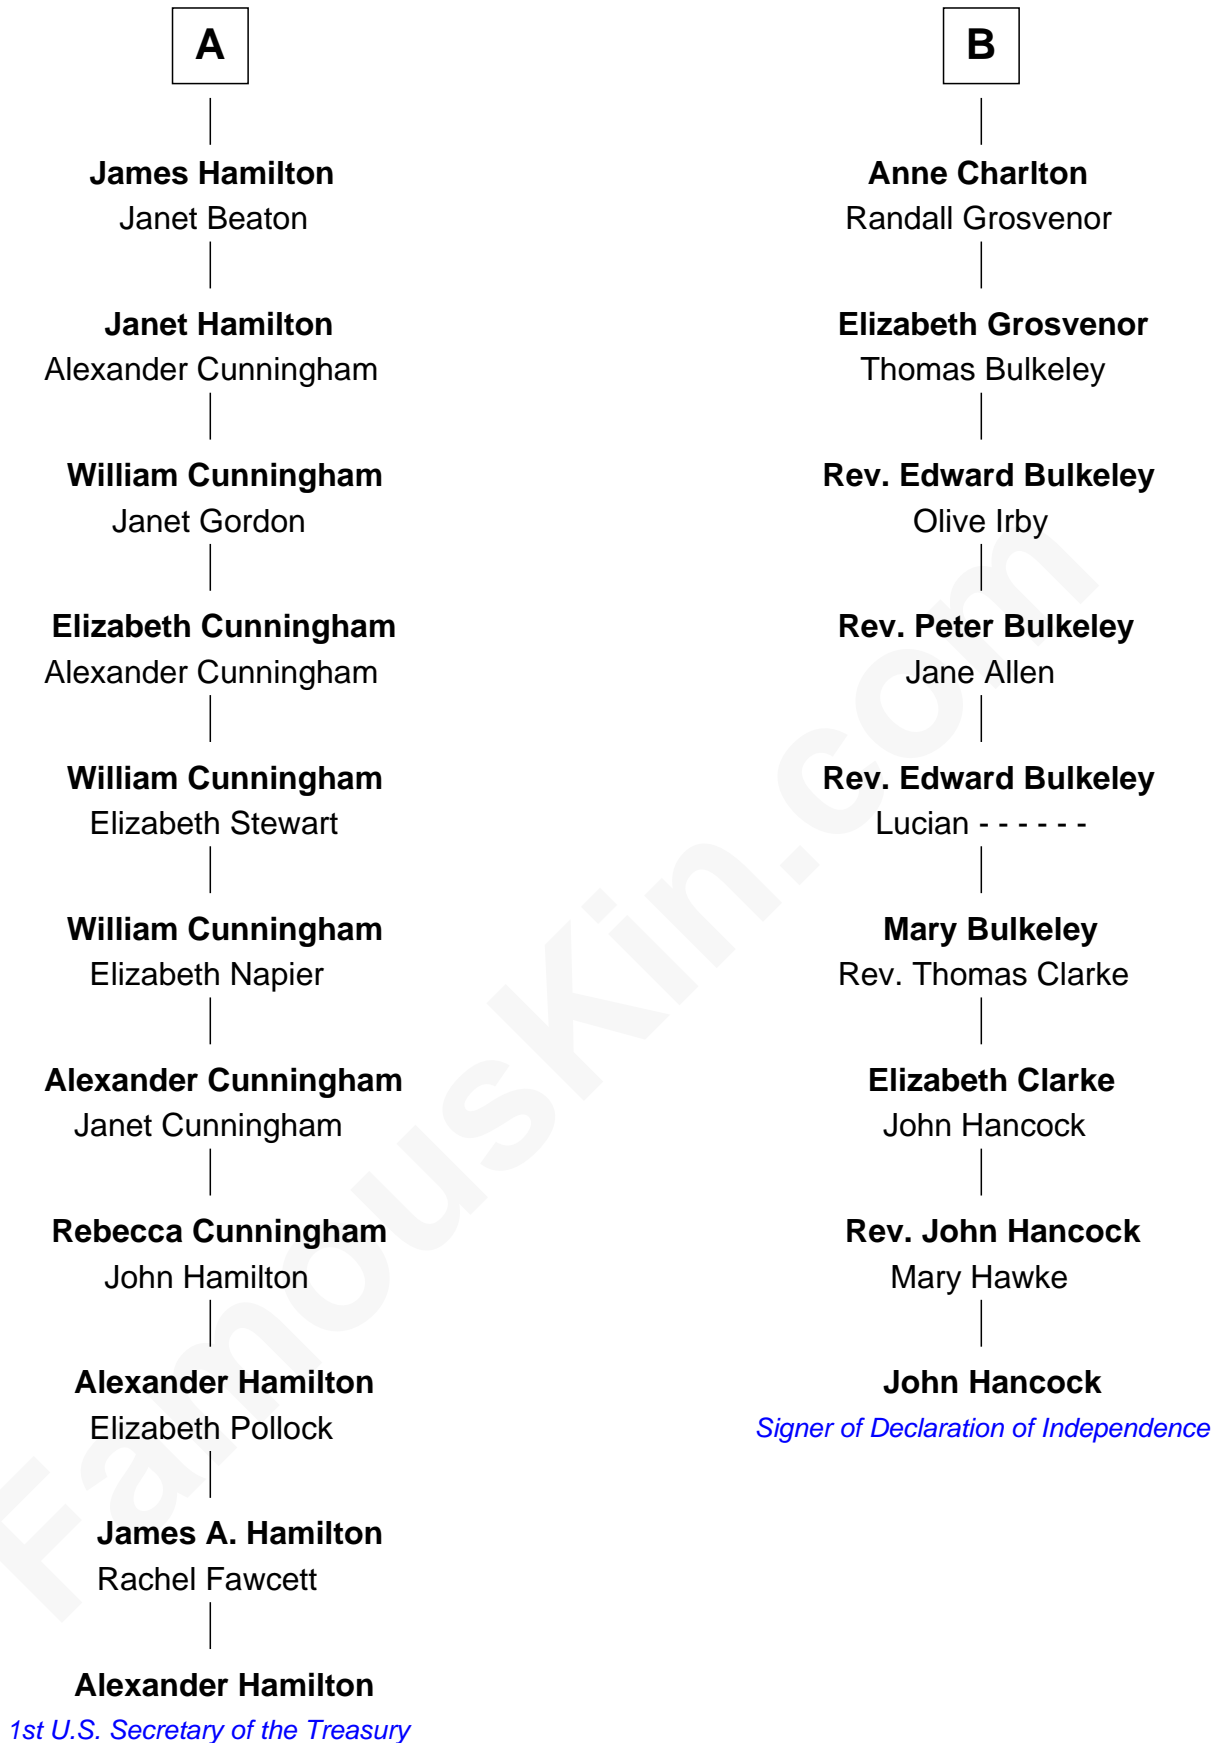 A
James Hamilton
Janet Beaton
Janet Hamilton
Alexander Cunningham
William Cunningham
Janet Gordon
Elizabeth Cunningham
Alexander Cunningham
William Cunningham
Elizabeth Stewart
William Cunningham
Elizabeth Napier
Alexander Cunningham
Janet Cunningham
Rebecca Cunningham
John Hamilton
Alexander Hamilton
Elizabeth Pollock
James A. Hamilton
Rachel Fawcett
Alexander Hamilton
1st U.S. Secretary of the Treasury
B
Anne Charlton
Randall Grosvenor
Elizabeth Grosvenor
Thomas Bulkeley
Rev. Edward Bulkeley
Olive Irby
Rev. Peter Bulkeley
Jane Allen
Rev. Edward Bulkeley
Lucian - - - - - -
Mary Bulkeley
Rev. Thomas Clarke
Elizabeth Clarke
John Hancock
Rev. John Hancock
Mary Hawke
John Hancock
Signer of Declaration of Independence
FamousKin.com